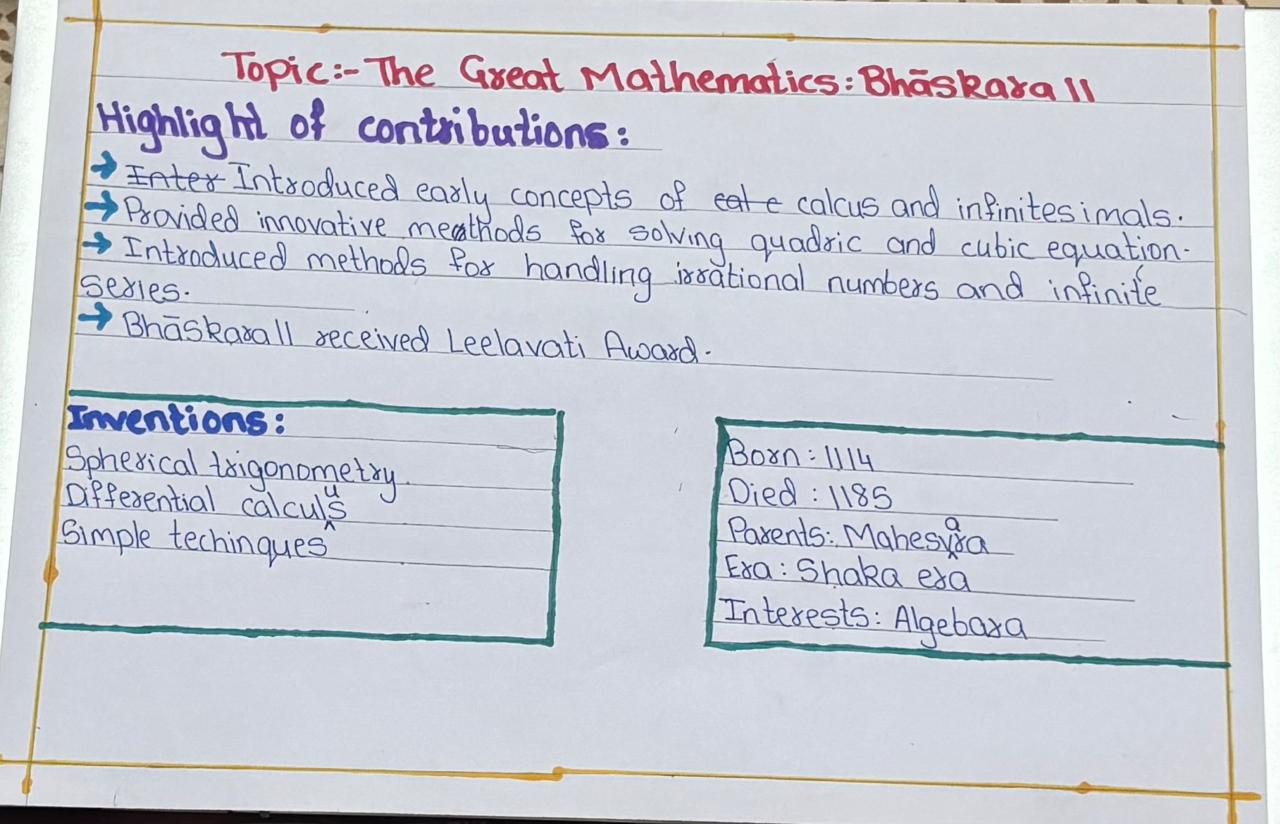 Topic:- The Great Mathematics: Bhāskara II
Highlight of contributions:
→ Inter Introduced early concepts of cat e calcus and infinitesimals.
→ Provided innovative methods for solving quadric and cubic equation.
→ Introduced methods for handling irrational numbers and infinite
series.
→ Bhāskara II received Leelavati Award.
Inventions:
Spherical trigonometry
Differential calculus
Simple techinques
Born: 1114
Died: 1185
Parents: Mahesvara
Era: Shaka era
Interests: Algebara